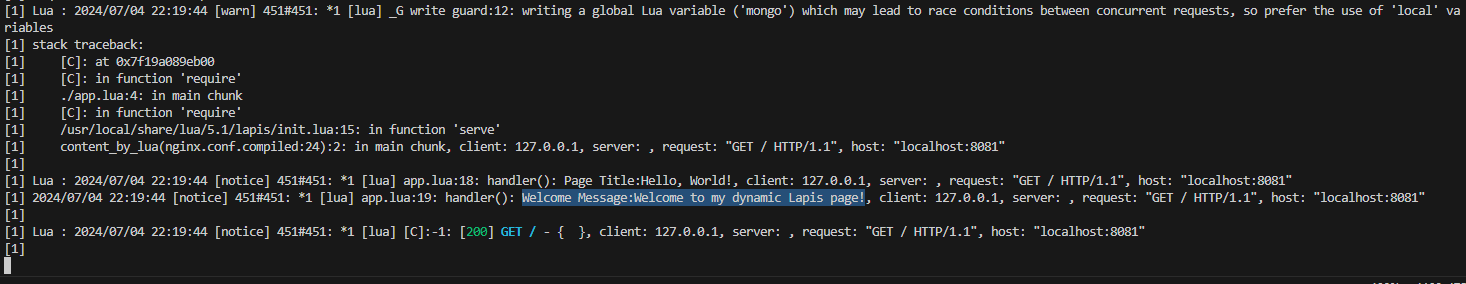 [1] Lua : 2024/07/04 22:19:44 [warn] 451#451: *1 [lua] _G write guard:12: writing a global Lua variable ('mongo') which may lead to race conditions between concurrent requests, so prefer the use of 'local' va
riables
[1] stack traceback:
[1]     [C]: at 0x7f19a089eb00
[1]     [C]: in function 'require'
[1]     ./app.lua:4: in main chunk
[1]     [C]: in function 'require'
[1]     /usr/local/share/lua/5.1/lapis/init.lua:15: in function 'serve'
[1]     content_by_lua(nginx.conf.compiled:24):2: in main chunk, client: 127.0.0.1, server: , request: "GET / HTTP/1.1", host: "localhost:8081"
[1]
[1] Lua : 2024/07/04 22:19:44 [notice] 451#451: *1 [lua] app.lua:18: handler(): Page Title:Hello, World!, client: 127.0.0.1, server: , request: "GET / HTTP/1.1", host: "localhost:8081"
[1] 2024/07/04 22:19:44 [notice] 451#451: *1 [lua] app.lua:19: handler(): Welcome Message:Welcome to my dynamic Lapis page!, client: 127.0.0.1, server: , request: "GET / HTTP/1.1", host: "localhost:8081"
[1]
[1] Lua : 2024/07/04 22:19:44 [notice] 451#451: *1 [lua] [C]:-1: [200] GET / - {  }, client: 127.0.0.1, server: , request: "GET / HTTP/1.1", host: "localhost:8081"
[1]